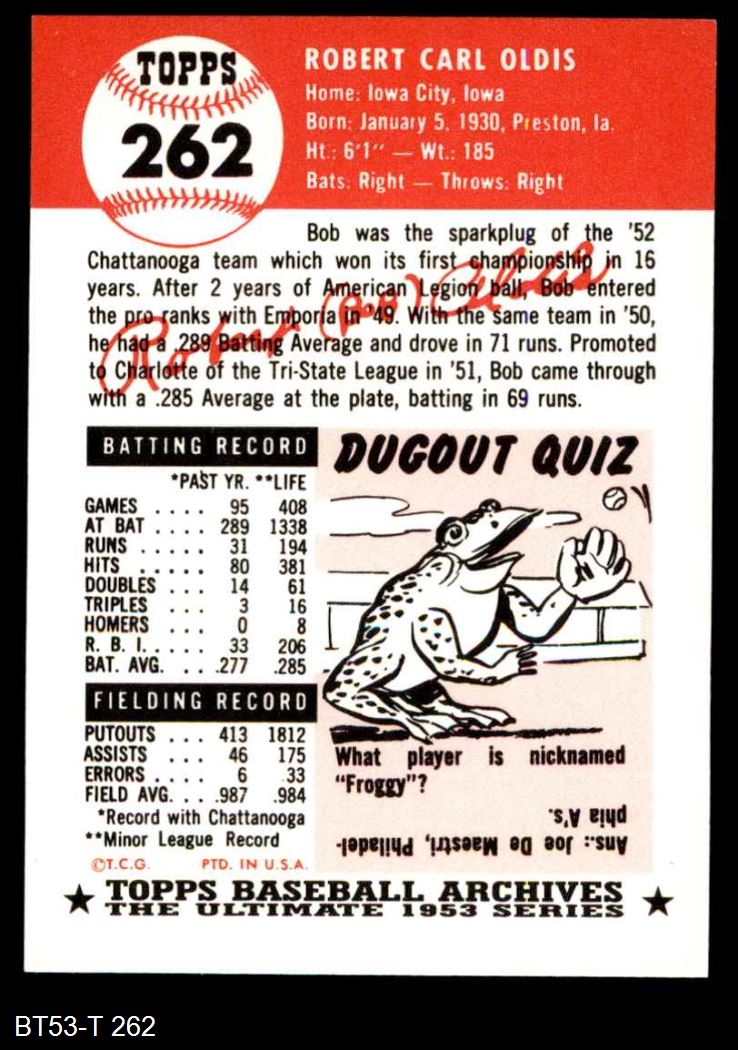 TOPPS
262
ROBERT CARL OLDIS
Home: Iowa City, Iowa
Born: January 5, 1930, Preston, Ia.
Ht.: 6'1" — Wt.: 185
Bats: Right — Throws: Right
Bob was the sparkplug of the '52
Chattanooga team which won its first championship in 16
years. After 2 years of American Legion ball, Bob entered
the pro ranks with Emporia in '49. With the same team in '50,
he had a .289 Batting Average and drove in 71 runs. Promoted
to Charlotte of the Tri-State League in '51, Bob came through
with a .285 Average at the plate, batting in 69 runs.
Robert (Bob) Oldis
BATTING RECORD
*PAST YR. **LIFE
GAMES .... 95 408
AT BAT .... 289 1338
RUNS ..... 31 194
HITS ..... 80 381
DOUBLES ... 14 61
TRIPLES ... 3 16
HOMERS ... 0 8
R. B. I. .... 33 206
BAT. AVG. ... .277 .285
FIELDING RECORD
PUTOUTS ... 413 1812
ASSISTS ... 46 175
ERRORS .... 6 33
FIELD AVG. ... .987 .984
*Record with Chattanooga
**Minor League Record
©T.C.G. PTD. IN U.S.A.
DUGOUT QUIZ
What player is nicknamed
"Froggy"?
Ans.: Joe De Maestri, Philadel-
phia A's.
★ TOPPS BASEBALL ARCHIVES ★
THE ULTIMATE 1953 SERIES
BT53-T 262